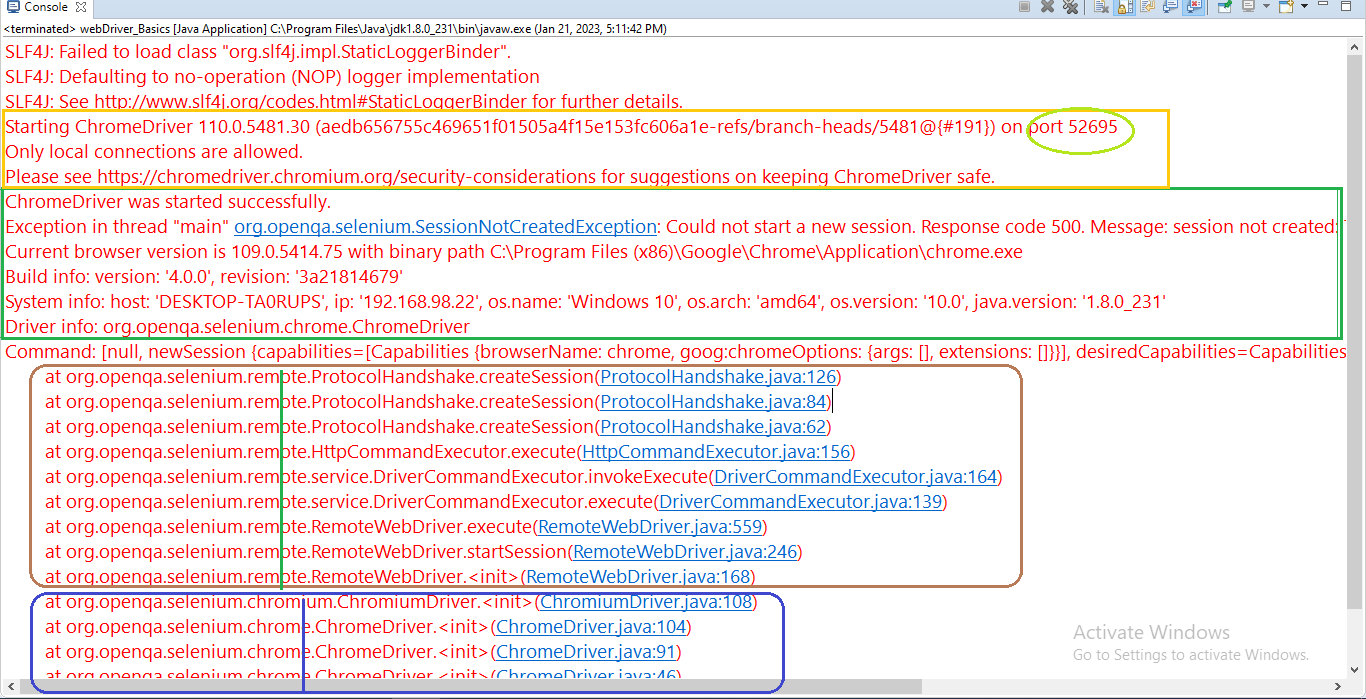 Console
<terminated> webDriver_Basics [Java Application] C:\Program Files\Java\jdk1.8.0_231\bin\javaw.exe (Jan 21, 2023, 5:11:42 PM)
SLF4J: Failed to load class "org.slf4j.impl.StaticLoggerBinder".
SLF4J: Defaulting to no-operation (NOP) logger implementation
SLF4J: See http://www.slf4j.org/codes.html#StaticLoggerBinder for further details.
Starting ChromeDriver 110.0.5481.30 (aedb656755c469651f01505a4f15e153fc606a1e-refs/branch-heads/5481@{#191}) on port 52695
Only local connections are allowed.
Please see https://chromedriver.chromium.org/security-considerations for suggestions on keeping ChromeDriver safe.
ChromeDriver was started successfully.
Exception in thread "main" org.openqa.selenium.SessionNotCreatedException: Could not start a new session. Response code 500. Message: session not created:
Current browser version is 109.0.5414.75 with binary path C:\Program Files (x86)\Google\Chrome\Application\chrome.exe
Build info: version: '4.0.0', revision: '3a21814679'
System info: host: 'DESKTOP-TA0RUPS', ip: '192.168.98.22', os.name: 'Windows 10', os.arch: 'amd64', os.version: '10.0', java.version: '1.8.0_231'
Driver info: org.openqa.selenium.chrome.ChromeDriver
Command: [null, newSession {capabilities=[Capabilities {browserName: chrome, goog:chromeOptions: {args: [], extensions: []}}], desiredCapabilities=Capabilities
at org.openqa.selenium.remote.ProtocolHandshake.createSession(ProtocolHandshake.java:126)
at org.openqa.selenium.remote.ProtocolHandshake.createSession(ProtocolHandshake.java:84)
at org.openqa.selenium.remote.ProtocolHandshake.createSession(ProtocolHandshake.java:62)
at org.openqa.selenium.remote.HttpCommandExecutor.execute(HttpCommandExecutor.java:156)
at org.openqa.selenium.remote.service.DriverCommandExecutor.invokeExecute(DriverCommandExecutor.java:164)
at org.openqa.selenium.remote.service.DriverCommandExecutor.execute(DriverCommandExecutor.java:139)
at org.openqa.selenium.remote.RemoteWebDriver.execute(RemoteWebDriver.java:559)
at org.openqa.selenium.remote.RemoteWebDriver.startSession(RemoteWebDriver.java:246)
at org.openqa.selenium.remote.RemoteWebDriver.<init>(RemoteWebDriver.java:168)
at org.openqa.selenium.chromium.ChromiumDriver.<init>(ChromiumDriver.java:108)
at org.openqa.selenium.chrome.ChromeDriver.<init>(ChromeDriver.java:104)
at org.openqa.selenium.chrome.ChromeDriver.<init>(ChromeDriver.java:91)
at org.openqa.selenium.chrome.ChromeDriver.<init>(ChromeDriver.java:46)
Activate Windows
Go to Settings to activate Windows.